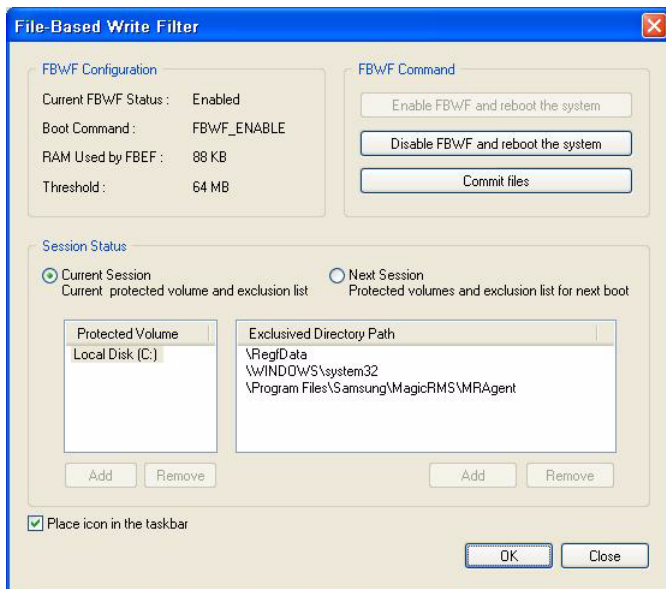 File-Based Write Filter
FBWF Configuration
Current FBWF Status : Enabled
Boot Command : FBWF_ENABLE
RAM Used by FBEF : 88 KB
Threshold : 64 MB
FBWF Command
Enable FBWF and reboot the system
Disable FBWF and reboot the system
Commit files
Session Status
Current Session
Current protected volume and exclusion list
Next Session
Protected volumes and exclusion list for next boot
Protected Volume
Local Disk (C:)
Exclusived Directory Path
\RegfData
\WINDOWS\system32
\Program Files\Samsung\MagicRMS\MRAgent
Add Remove
Add Remove
Place icon in the taskbar
OK Close